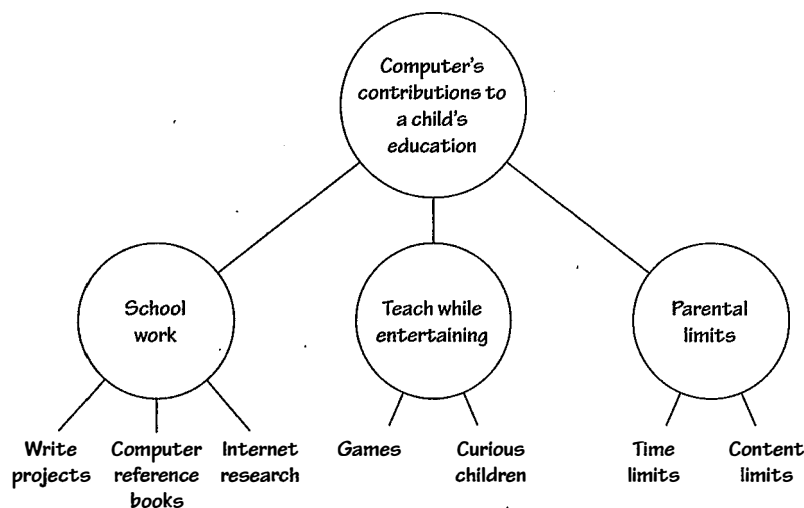 Computer's
contributions to
a child's
education
School
work
Teach while
entertaining
Parental
limits
Write
projects
Computer
reference
books
Internet
research
Games
Curious
children
Time
limits
Content
limits